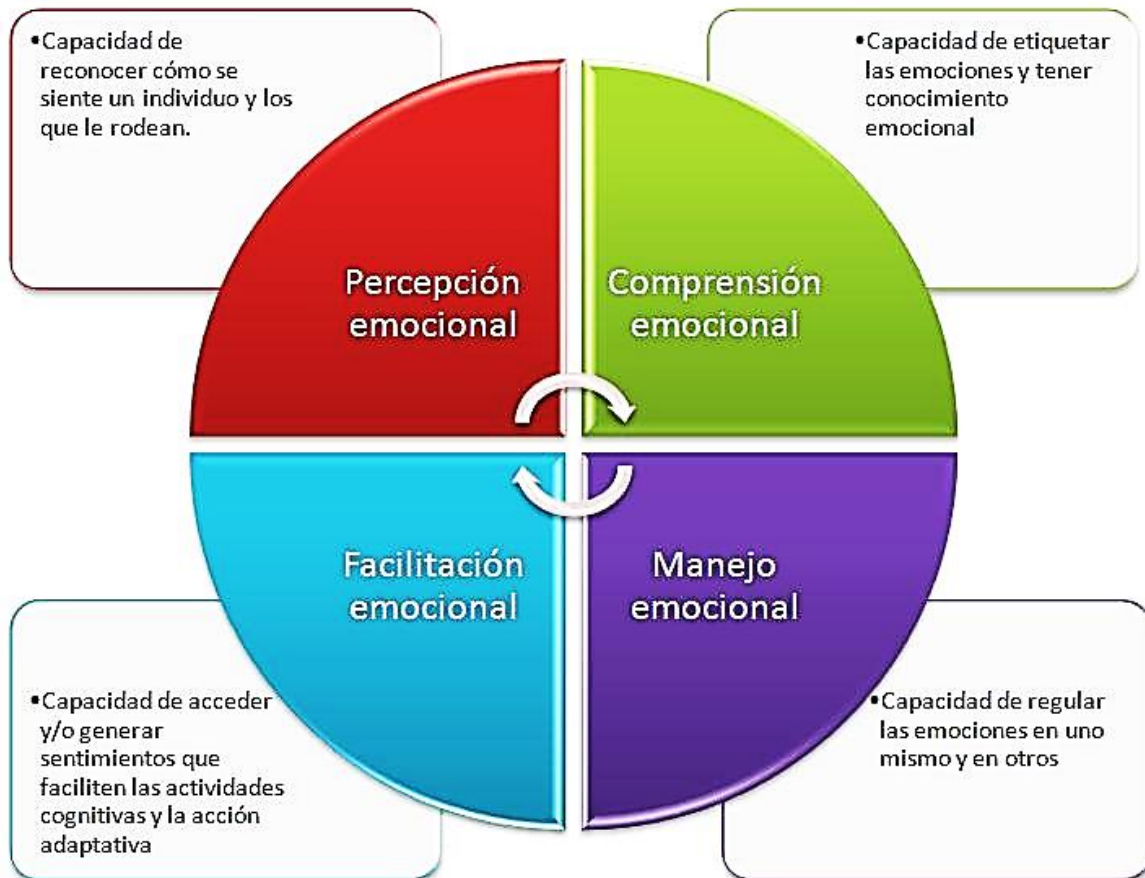 •Capacidad de
reconocer cómo se
siente un individuo y los
que le rodean.
•Capacidad de etiquetar
las emociones y tener
conocimiento
emocional
Percepción
emocional
Comprensión
emocional
Facilitación
emocional
Manejo
emocional
•Capacidad de acceder
y/o generar
sentimientos que
faciliten las actividades
cognitivas y la acción
adaptativa
•Capacidad de regular
las emociones en uno
mismo y en otros